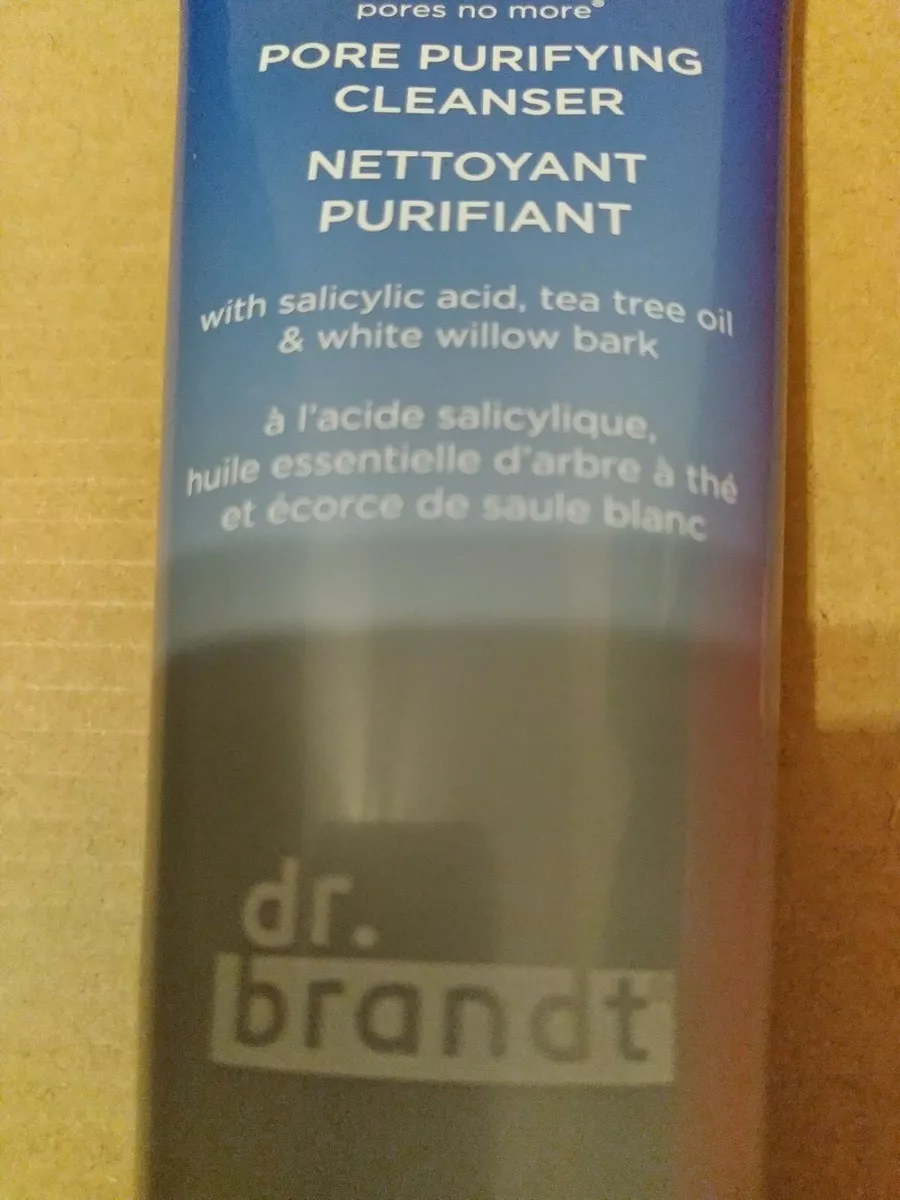 pores no more®
PORE PURIFYING
CLEANSER
NETTOYANT
PURIFIANT
with salicylic acid, tea tree oil
& white willow bark
à l'acide salicylique,
huile essentielle d'arbre à thé
et écorce de saule blanc
dr.
brandt